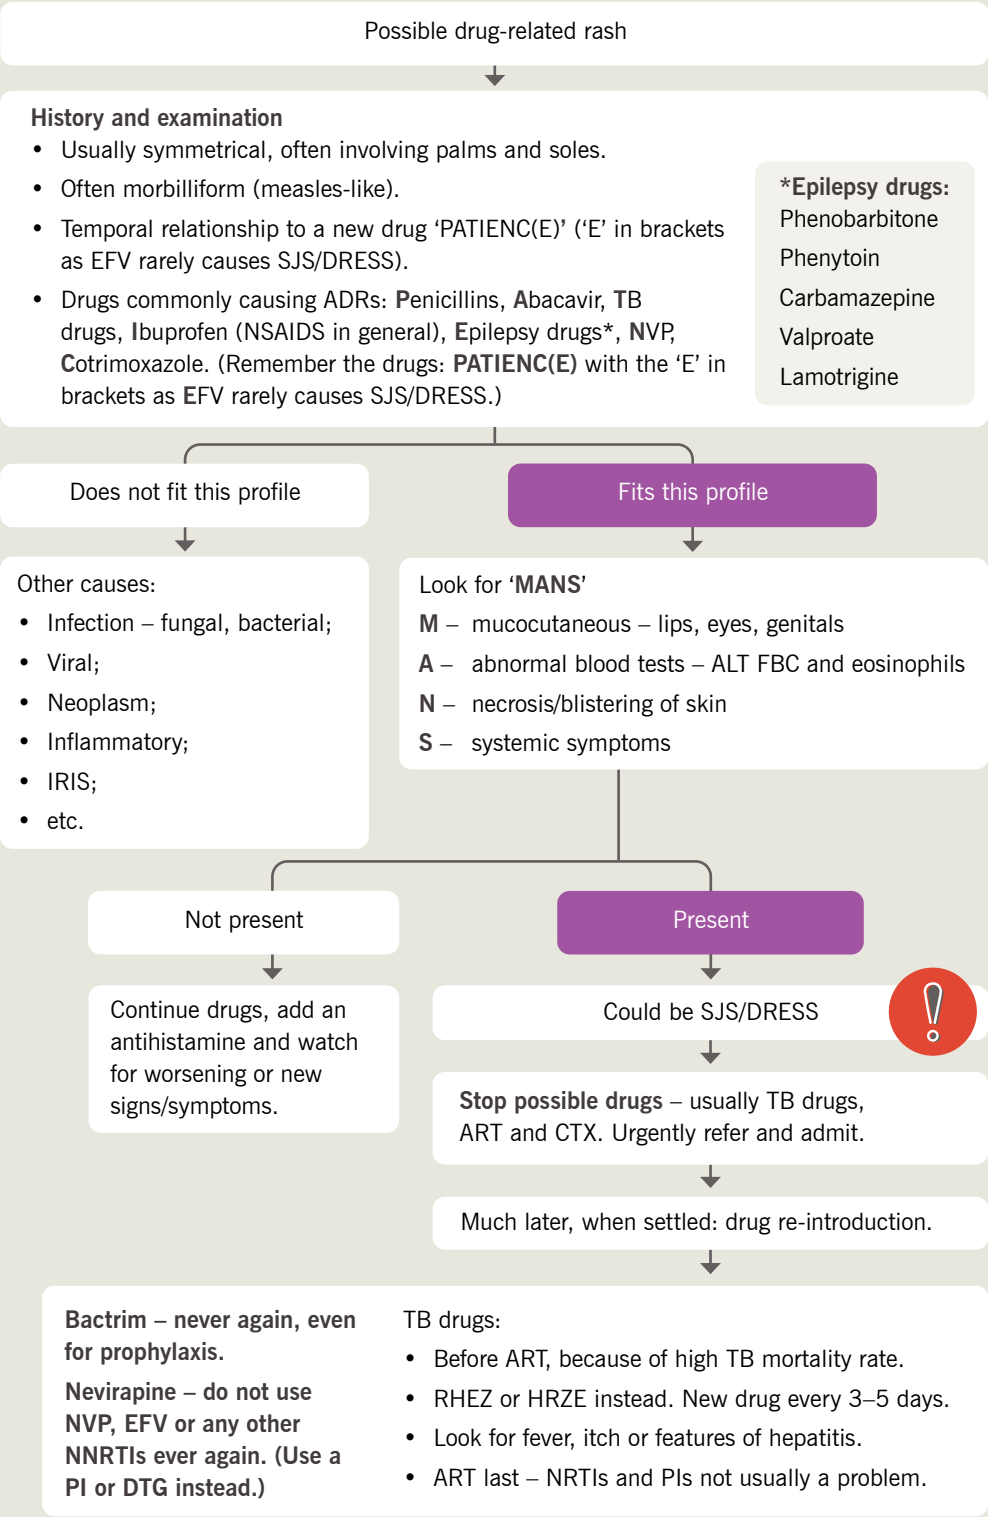 Possible drug-related rash
History and examination
• Usually symmetrical, often involving palms and soles.
• Often morbilliform (measles-like).
• Temporal relationship to a new drug ‘PATIENC(E)’ (‘E’ in brackets
as EFV rarely causes SJS/DRESS).
• Drugs commonly causing ADRs: Penicillins, Abacavir, TB
drugs, Ibuprofen (NSAIDS in general), Epilepsy drugs*, NVP,
Cotrimoxazole. (Remember the drugs: PATIENC(E) with the ‘E’ in
brackets as EFV rarely causes SJS/DRESS.)
*Epilepsy drugs:
Phenobarbitone
Phenytoin
Carbamazepine
Valproate
Lamotrigine
Does not fit this profile
Fits this profile
Other causes:
• Infection – fungal, bacterial;
• Viral;
• Neoplasm;
• Inflammatory;
• IRIS;
• etc.
Look for ‘MANS’
M – mucocutaneous – lips, eyes, genitals
A – abnormal blood tests – ALT FBC and eosinophils
N – necrosis/blistering of skin
S – systemic symptoms
Not present
Present
Continue drugs, add an
antihistamine and watch
for worsening or new
signs/symptoms.
Could be SJS/DRESS
!
Stop possible drugs – usually TB drugs,
ART and CTX. Urgently refer and admit.
Much later, when settled: drug re-introduction.
Bactrim – never again, even
for prophylaxis.
Nevirapine – do not use
NVP, EFV or any other
NNRTIs ever again. (Use a
PI or DTG instead.)
TB drugs:
• Before ART, because of high TB mortality rate.
• RHEZ or HRZE instead. New drug every 3–5 days.
• Look for fever, itch or features of hepatitis.
• ART last – NRTIs and PIs not usually a problem.